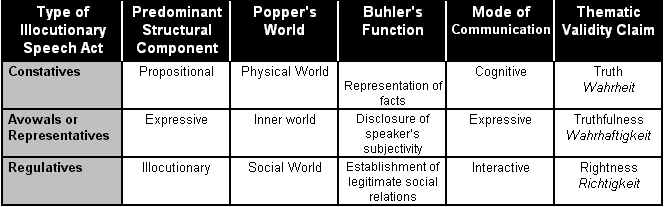 Type of Illocutionary Speech Act
Predominant Structural Component
Popper's World
Buhler's Function
Mode of Communication
Thematic Validity Claim
Constatives
Propositional
Physical World
Representation of facts
Cognitive
Truth
Wahrheit
Avowals or Representatives
Expressive
Inner world
Disclosure of speaker's subjectivity
Expressive
Truthfulness
Wahrhaftigkeit
Regulatives
Illocutionary
Social World
Establishment of legitimate social relations
Interactive
Rightness
Richtigkeit